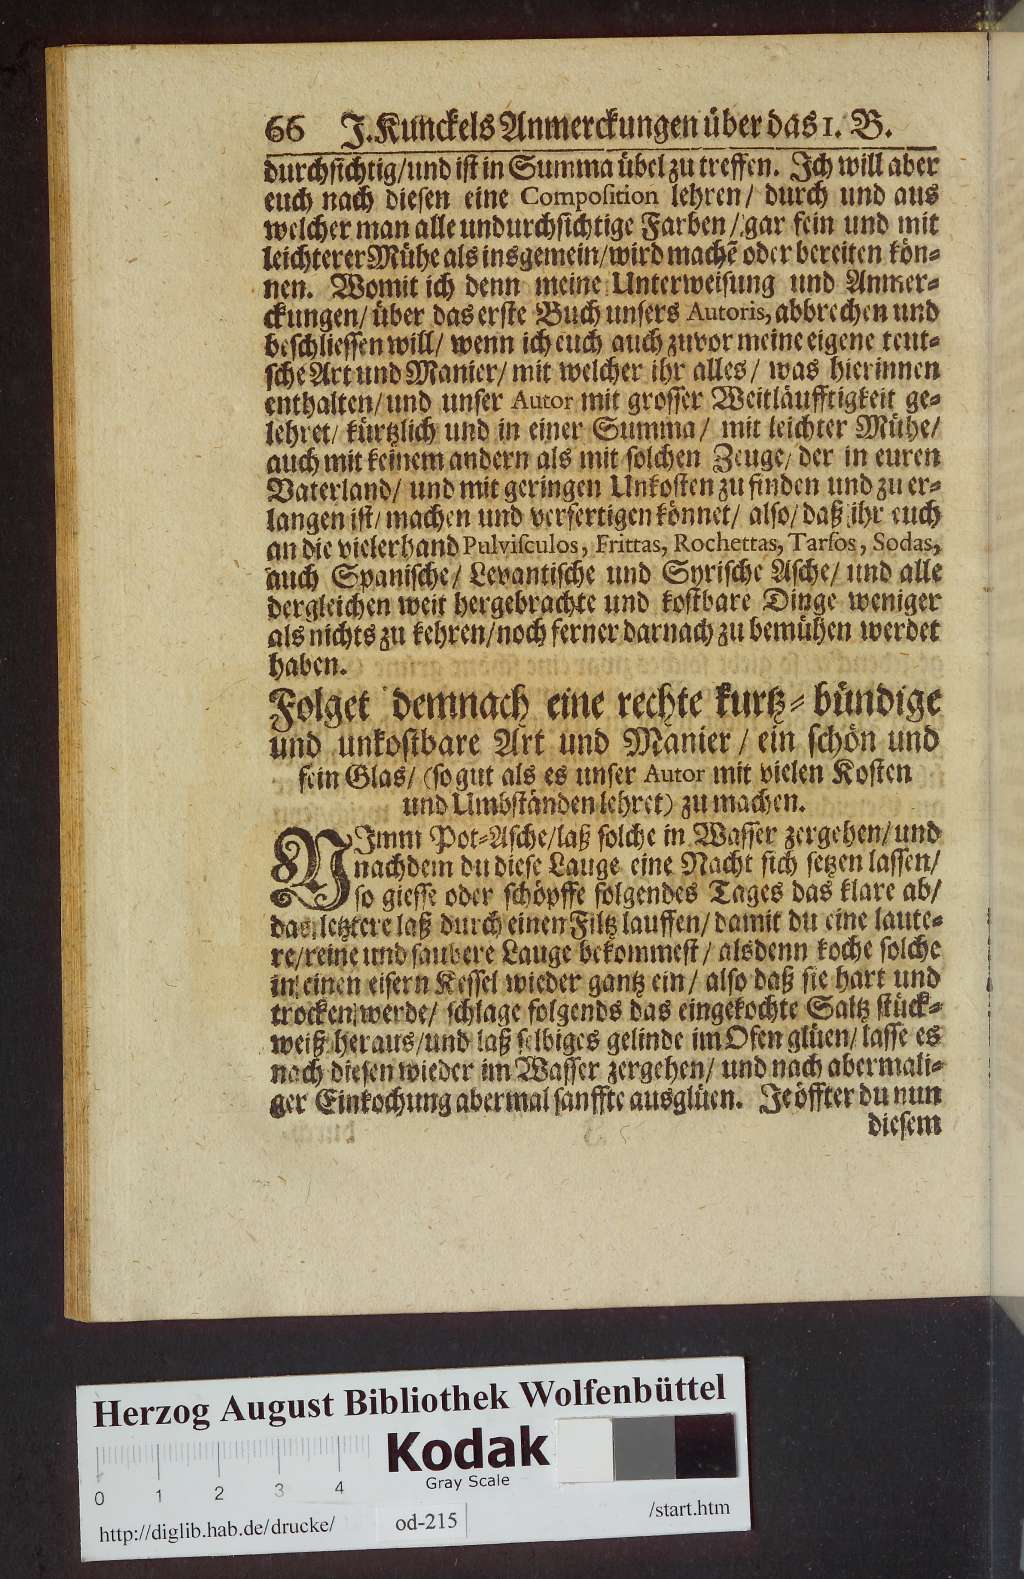 66 J. Kunckels Anmerckungen über das 1. B.
durchsichtig/ und ist in Summa übel zu treffen. Ich will aber
euch nach diesen eine Composition lehren/ durch und aus
welcher man alle undurchsichtige Farben/ gar fein und mit
leichterer Mühe als insgemein/ wird machē oder bereiten kön-
nen. Womit ich denn meine Unterweisung und Anmer-
ckungen/ über das erste Buch unsers Autoris, abbrechen und
beschliessen will/ wenn ich euch auch zuvor meine eigene teut-
sche Art und Manier/ mit welcher ihr alles/ was hierinnen
enthalten/ und unser Autor mit grosser Weitläufftigkeit ge-
lehret/ kürtzlich und in einer Summa/ mit leichter Mühe/
auch mit keinem andern als mit solchen Zeuge/ der in euren
Vaterland/ und mit geringen Unkosten zu finden und zu er-
langen ist/ machen und verfertigen könnet/ also/ daß ihr euch
an die vielerhand Pulvisculos, Frittas, Rochettas, Tarsos, Sodas,
auch Spanische/ Levantische und Syrische Asche/ und alle
dergleichen weit hergebrachte und kostbare Dinge weniger
als nichts zu kehren/ noch ferner darnach zu bemühen werdet
haben.
Folget demnach eine rechte kurtz-bündige
und unkostbare Art und Manier/ ein schön und
fein Glas/ (so gut als es unser Autor mit vielen Kosten
und Umbständen lehret) zu machen.
NImm Pot-Asche/ laß solche in Wasser zergehen/ und
nachdem du diese Lauge eine Nacht sich setzen lassen/
so giesse oder schöpffe folgendes Tages das klare ab/
das letztere laß durch einen Filtz lauffen/ damit du eine laute-
re/ reine und saubere Lauge bekommest/ alsdenn koche solche
in einen eisern Kessel wieder gantz ein/ also daß sie hart und
trocken werde/ schlage folgends das eingekochte Saltz stück-
weiß heraus/ und laß selbiges gelinde im Ofen glüen/ lasse es
nach diesen wieder im Wasser zergehen/ und nach abermali-
ger Einkochung abermal sanffte ausglüen. Je öffter du nun
diesem
Herzog August Bibliothek Wolfenbüttel
Kodak
Gray Scale
0 1 2 3 4
http://diglib.hab.de/drucke/ od-215 /start.htm